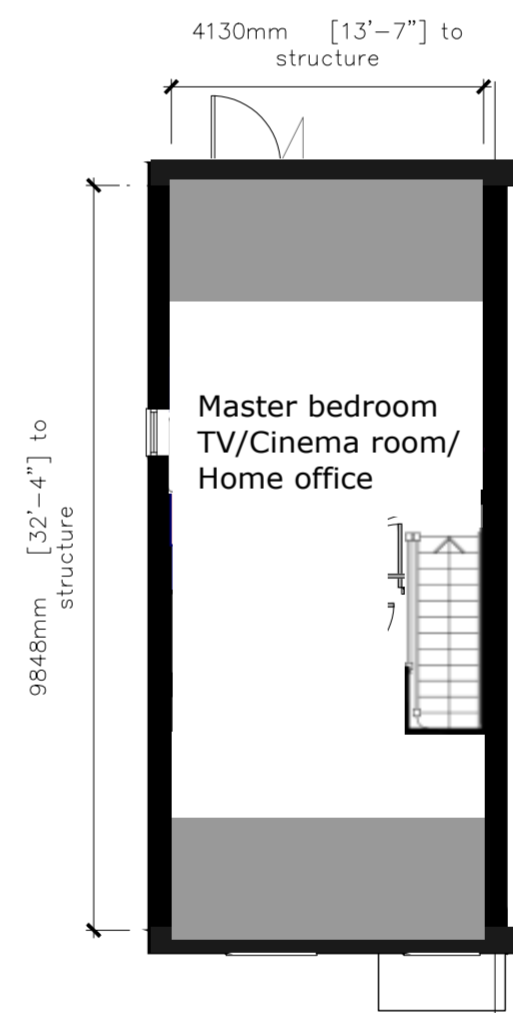 4130mm [13'-7"] to
structure
Master bedroom
TV/Cinema room/
Home office
9848mm [32'-4"] to
structure